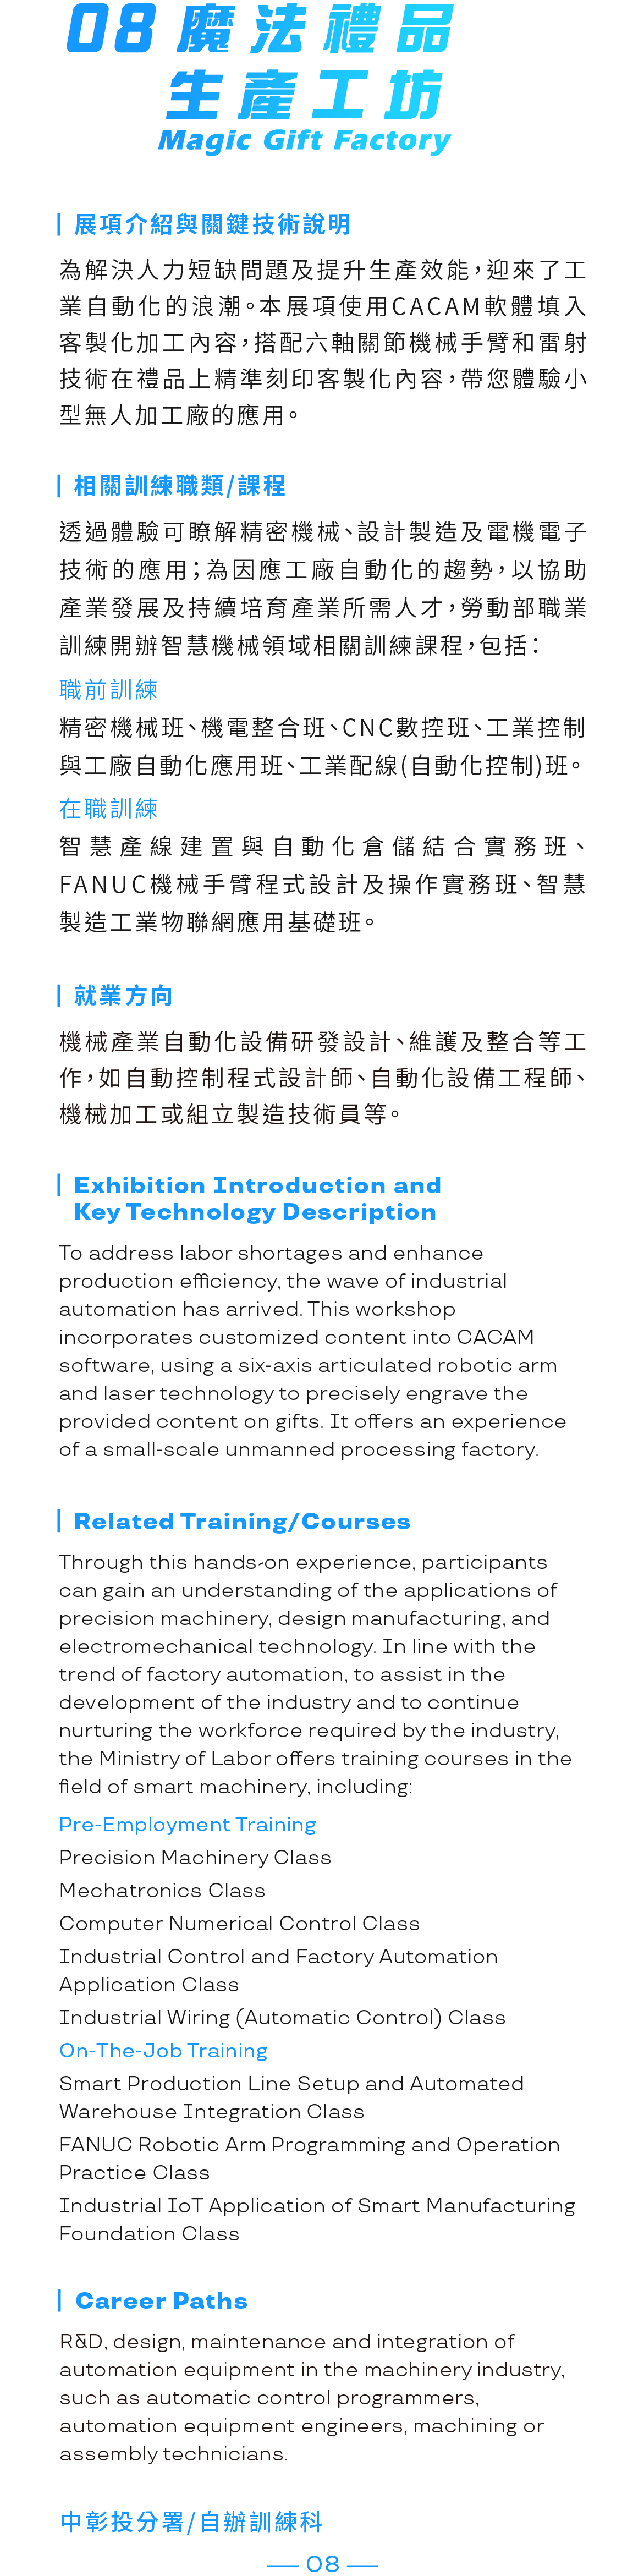 08 魔法禮品
生產工坊
Magic Gift Factory
展項介紹與關鍵技術說明
為解決人力短缺問題及提升生產效能，迎來了工
業自動化的浪潮。本展項使用CACAM軟體填入
客製化加工內容，搭配六軸關節機械手臂和雷射
技術在禮品上精準刻印客製化內容，帶您體驗小
型無人加工廠的應用。
相關訓練職類/課程
透過體驗可瞭解精密機械、設計製造及電機電子
技術的應用；為因應工廠自動化的趨勢，以協助
產業發展及持續培育產業所需人才，勞動部職業
訓練開辦智慧機械領域相關訓練課程，包括：
職前訓練
精密機械班、機電整合班、CNC數控班、工業控制
與工廠自動化應用班、工業配線(自動化控制)班。
在職訓練
智慧產線建置與自動化倉儲結合實務班、
FANUC機械手臂程式設計及操作實務班、智慧
製造工業物聯網應用基礎班。
就業方向
機械產業自動化設備研發設計、維護及整合等工
作，如自動控制程式設計師、自動化設備工程師、
機械加工或組立製造技術員等。
Exhibition Introduction and
Key Technology Description
To address labor shortages and enhance
production efficiency, the wave of industrial
automation has arrived. This workshop
incorporates customized content into CACAM
software, using a six-axis articulated robotic arm
and laser technology to precisely engrave the
provided content on gifts. It offers an experience
of a small-scale unmanned processing factory.
Related Training/Courses
Through this hands-on experience, participants
can gain an understanding of the applications of
precision machinery, design manufacturing, and
electromechanical technology. In line with the
trend of factory automation, to assist in the
development of the industry and to continue
nurturing the workforce required by the industry,
the Ministry of Labor offers training courses in the
field of smart machinery, including:
Pre-Employment Training
Precision Machinery Class
Mechatronics Class
Computer Numerical Control Class
Industrial Control and Factory Automation
Application Class
Industrial Wiring (Automatic Control) Class
On-The-Job Training
Smart Production Line Setup and Automated
Warehouse Integration Class
FANUC Robotic Arm Programming and Operation
Practice Class
Industrial IoT Application of Smart Manufacturing
Foundation Class
Career Paths
R&D, design, maintenance and integration of
automation equipment in the machinery industry,
such as automatic control programmers,
automation equipment engineers, machining or
assembly technicians.
中彰投分署/自辦訓練科
— 08 —